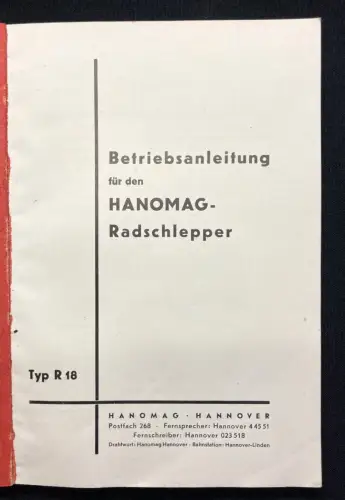 Betriebsanleitung
für den
HANOMAG-
Radschlepper
Typ R 18
HANOMAG · HANNOVER
Postfach 268 · Fernsprecher: Hannover 4 45 51
Fernschreiber: Hannover 023 518
Drahtwort: Hanomag Hannover · Bahnstation: Hannover-Linden